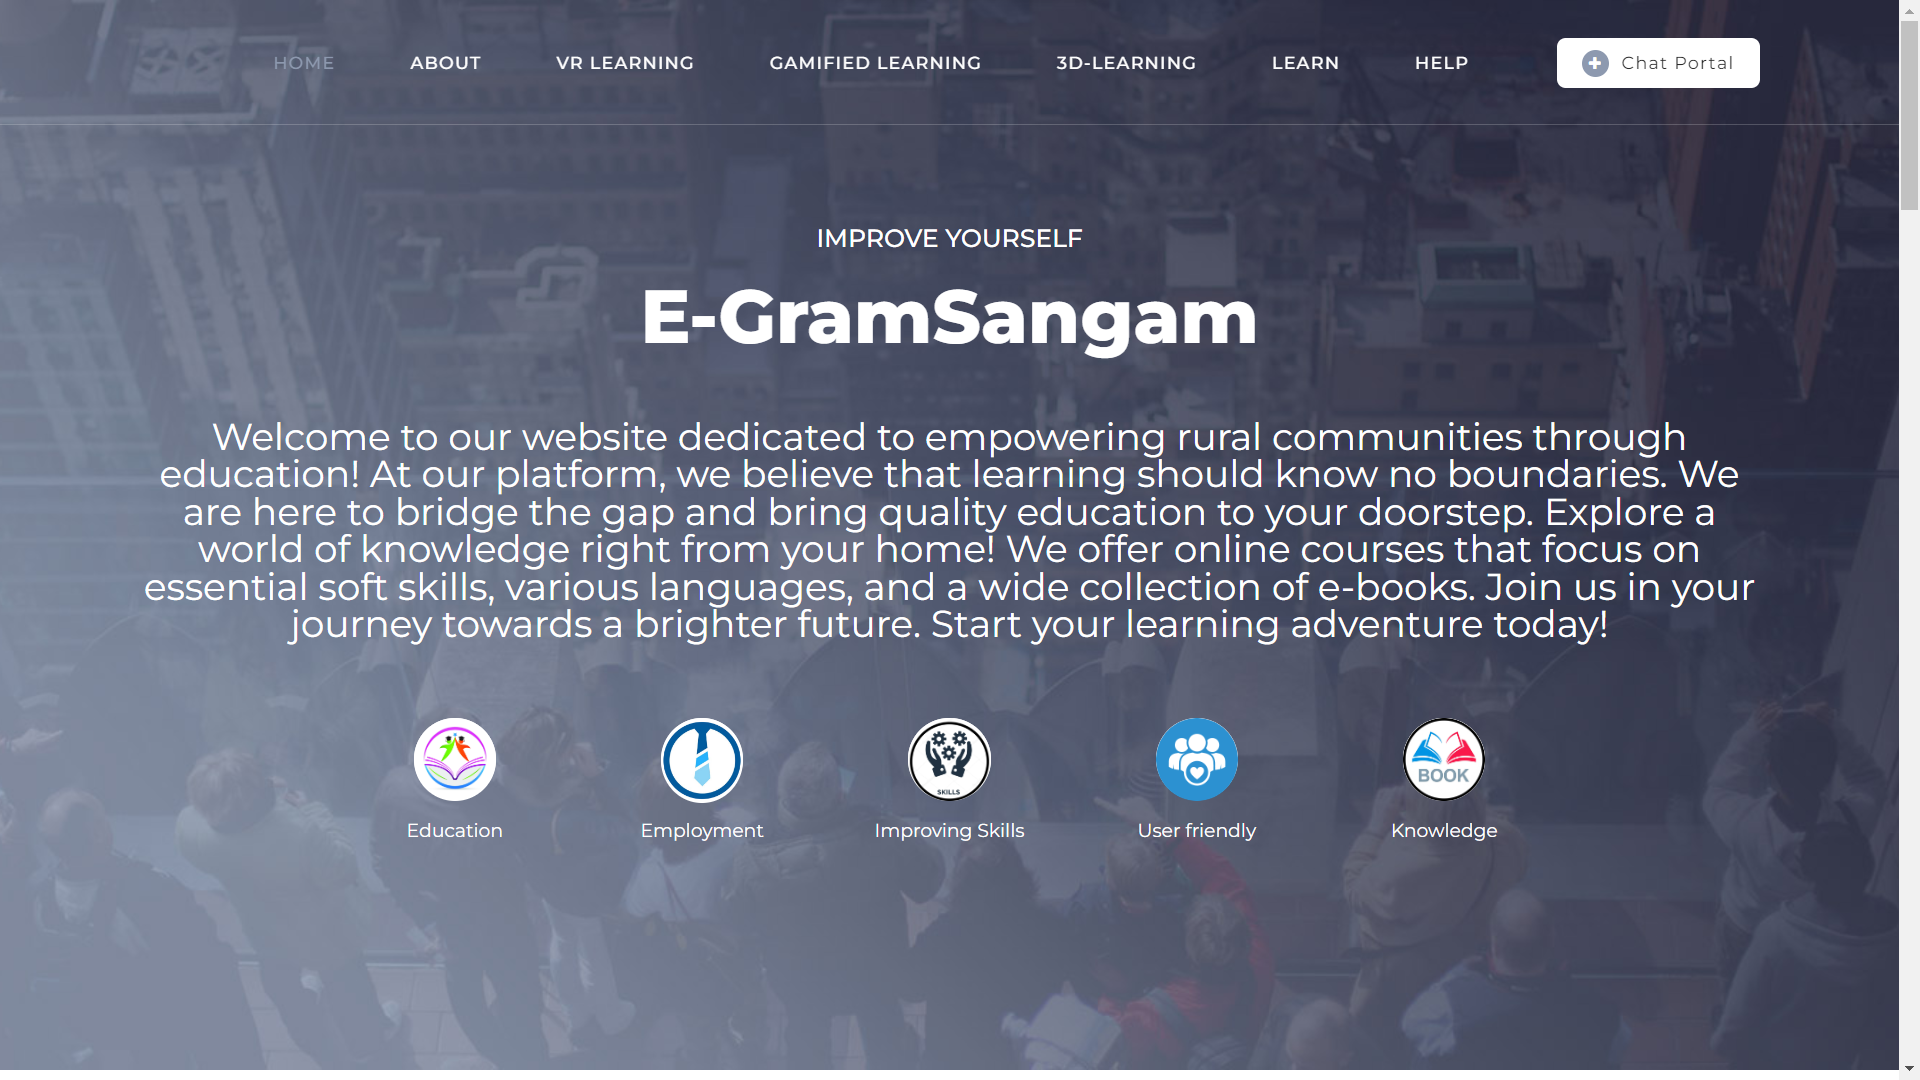 HOME ABOUT VR LEARNING GAMIFIED LEARNING 3D-LEARNING LEARN HELP Chat Portal
IMPROVE YOURSELF
E-GramSangam
Welcome to our website dedicated to empowering rural communities through
education! At our platform, we believe that learning should know no boundaries. We
are here to bridge the gap and bring quality education to your doorstep. Explore a
world of knowledge right from your home! We offer online courses that focus on
essential soft skills, various languages, and a wide collection of e-books. Join us in your
journey towards a brighter future. Start your learning adventure today!
SKILLS
BOOK
Education Employment Improving Skills User friendly Knowledge